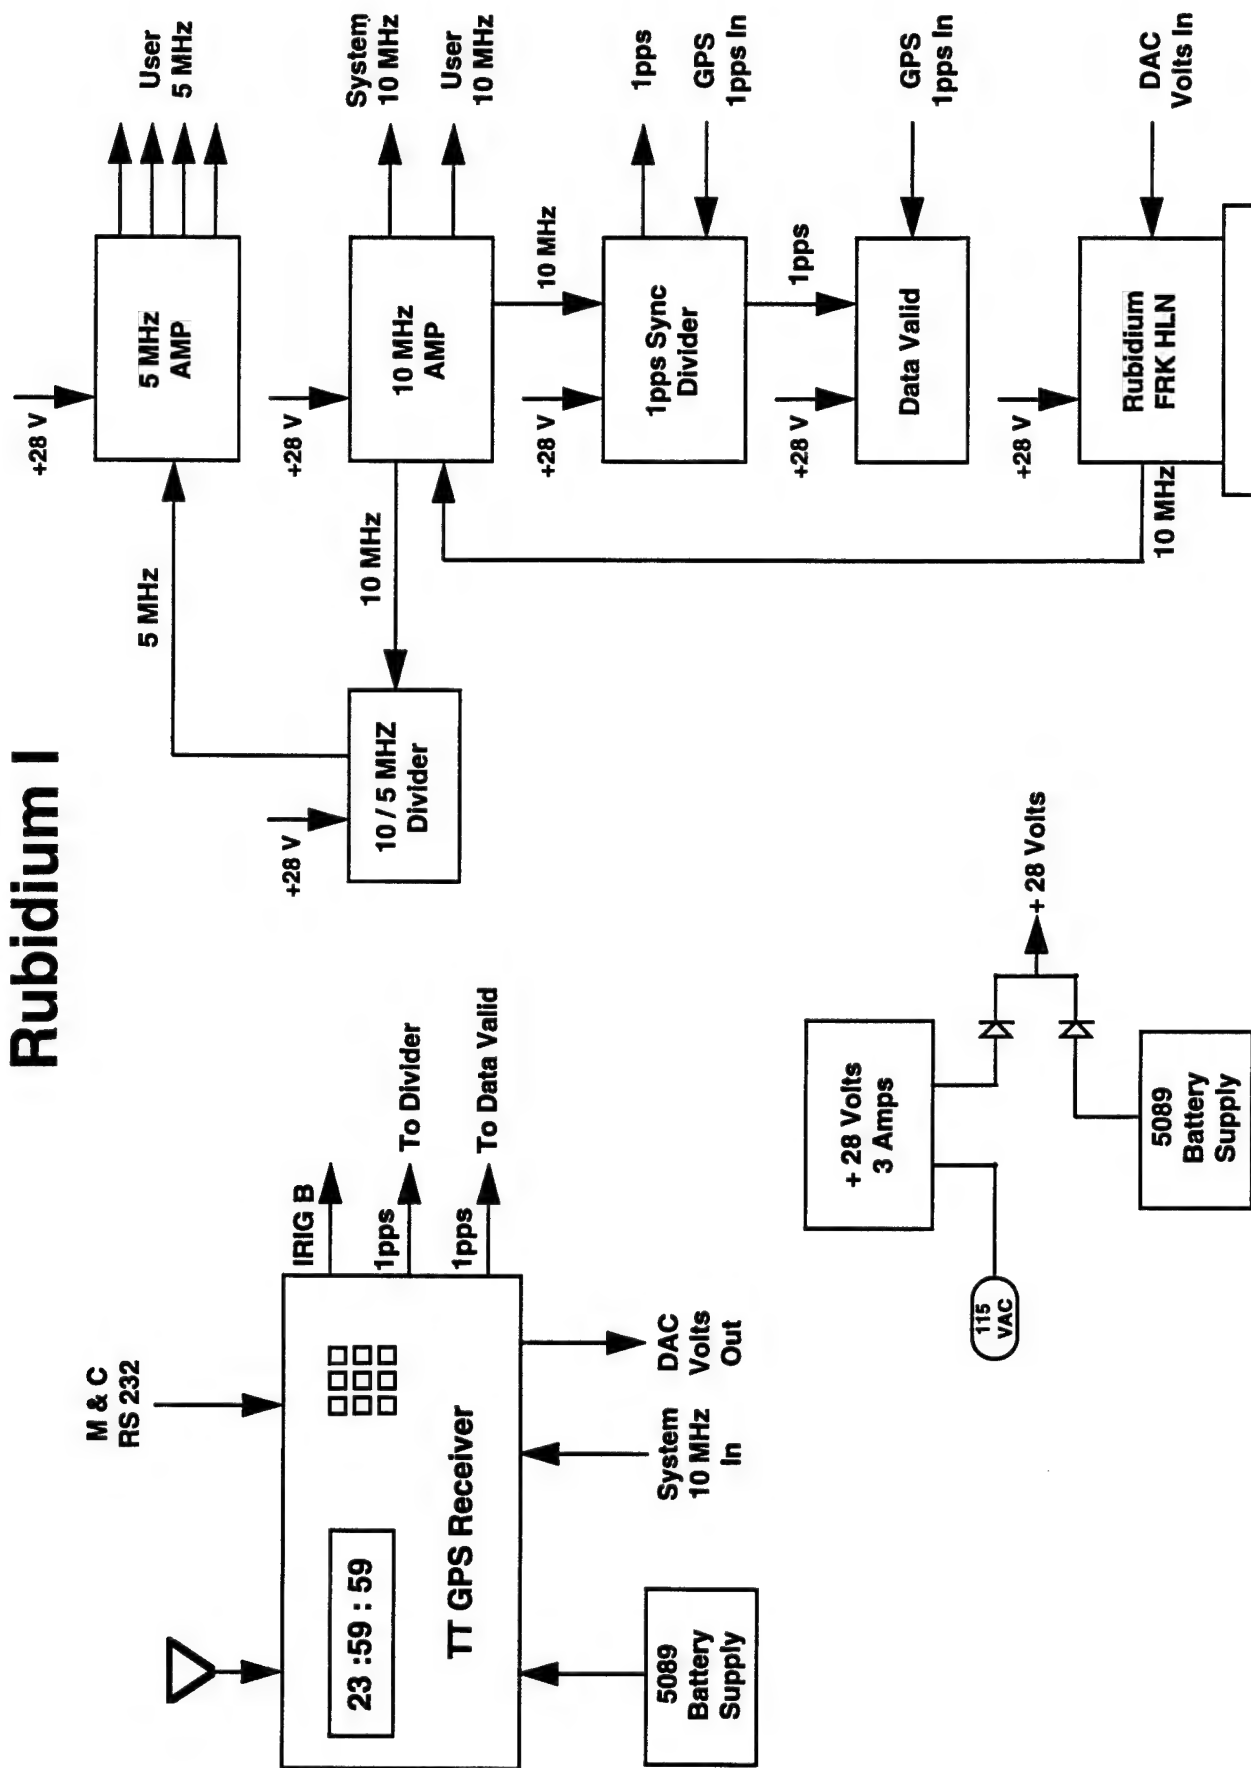 Rubidium I
M & C
RS 232
23 :59 : 59
TT GPS Receiver
IRIG B
1pps
To Divider
1pps
To Data Valid
5089
Battery
Supply
System
10 MHz
In
DAC
Volts
Out
+28 V
10 / 5 MHZ
Divider
5 MHz
10 MHz
+28 V
5 MHz
AMP
User
5 MHz
+28 V
10 MHz
AMP
System
10 MHz
User
10 MHz
10 MHz
+28 V
1pps Sync
Divider
1pps
GPS
1pps In
1pps
+28 V
Data Valid
GPS
1pps In
+28 V
Rubidium
FRK HLN
DAC
Volts In
10 MHz
115
VAC
+ 28 Volts
3 Amps
5089
Battery
Supply
+ 28 Volts